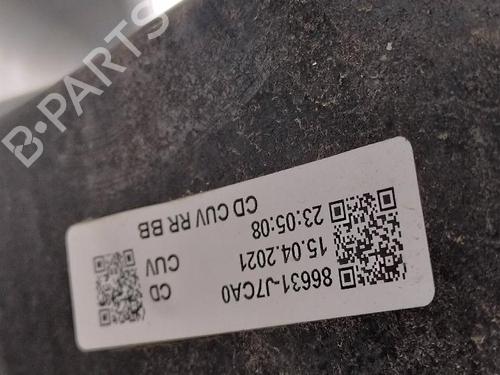 B-PARTS
CD
CUV
86631-J7CA0
15.04.2021
23:05:08
CD CUV RR BB